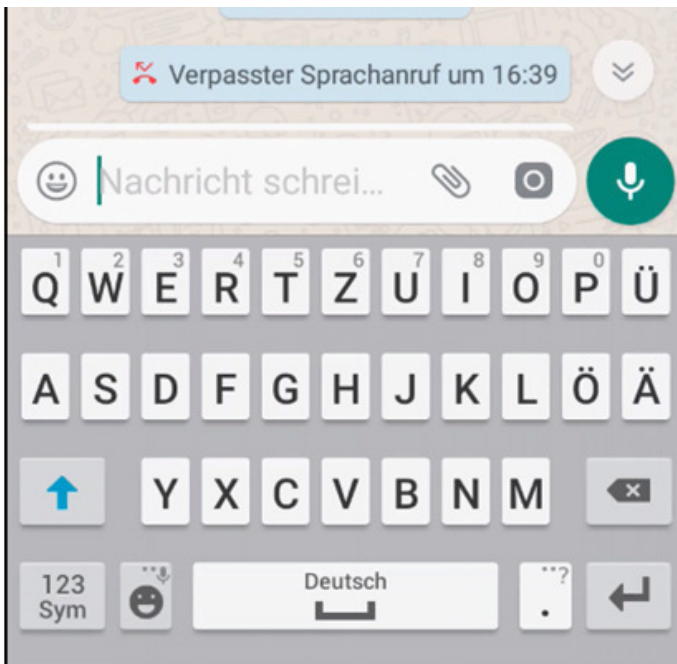 Verpasster Sprachanruf um 16:39
Nachricht schrei...
1 2 3 4 5 6 7 8 9 0
Q W E R T Z U I O P Ü
A S D F G H J K L Ö Ä
Y X C V B N M
123 Deutsch ?
Sym .